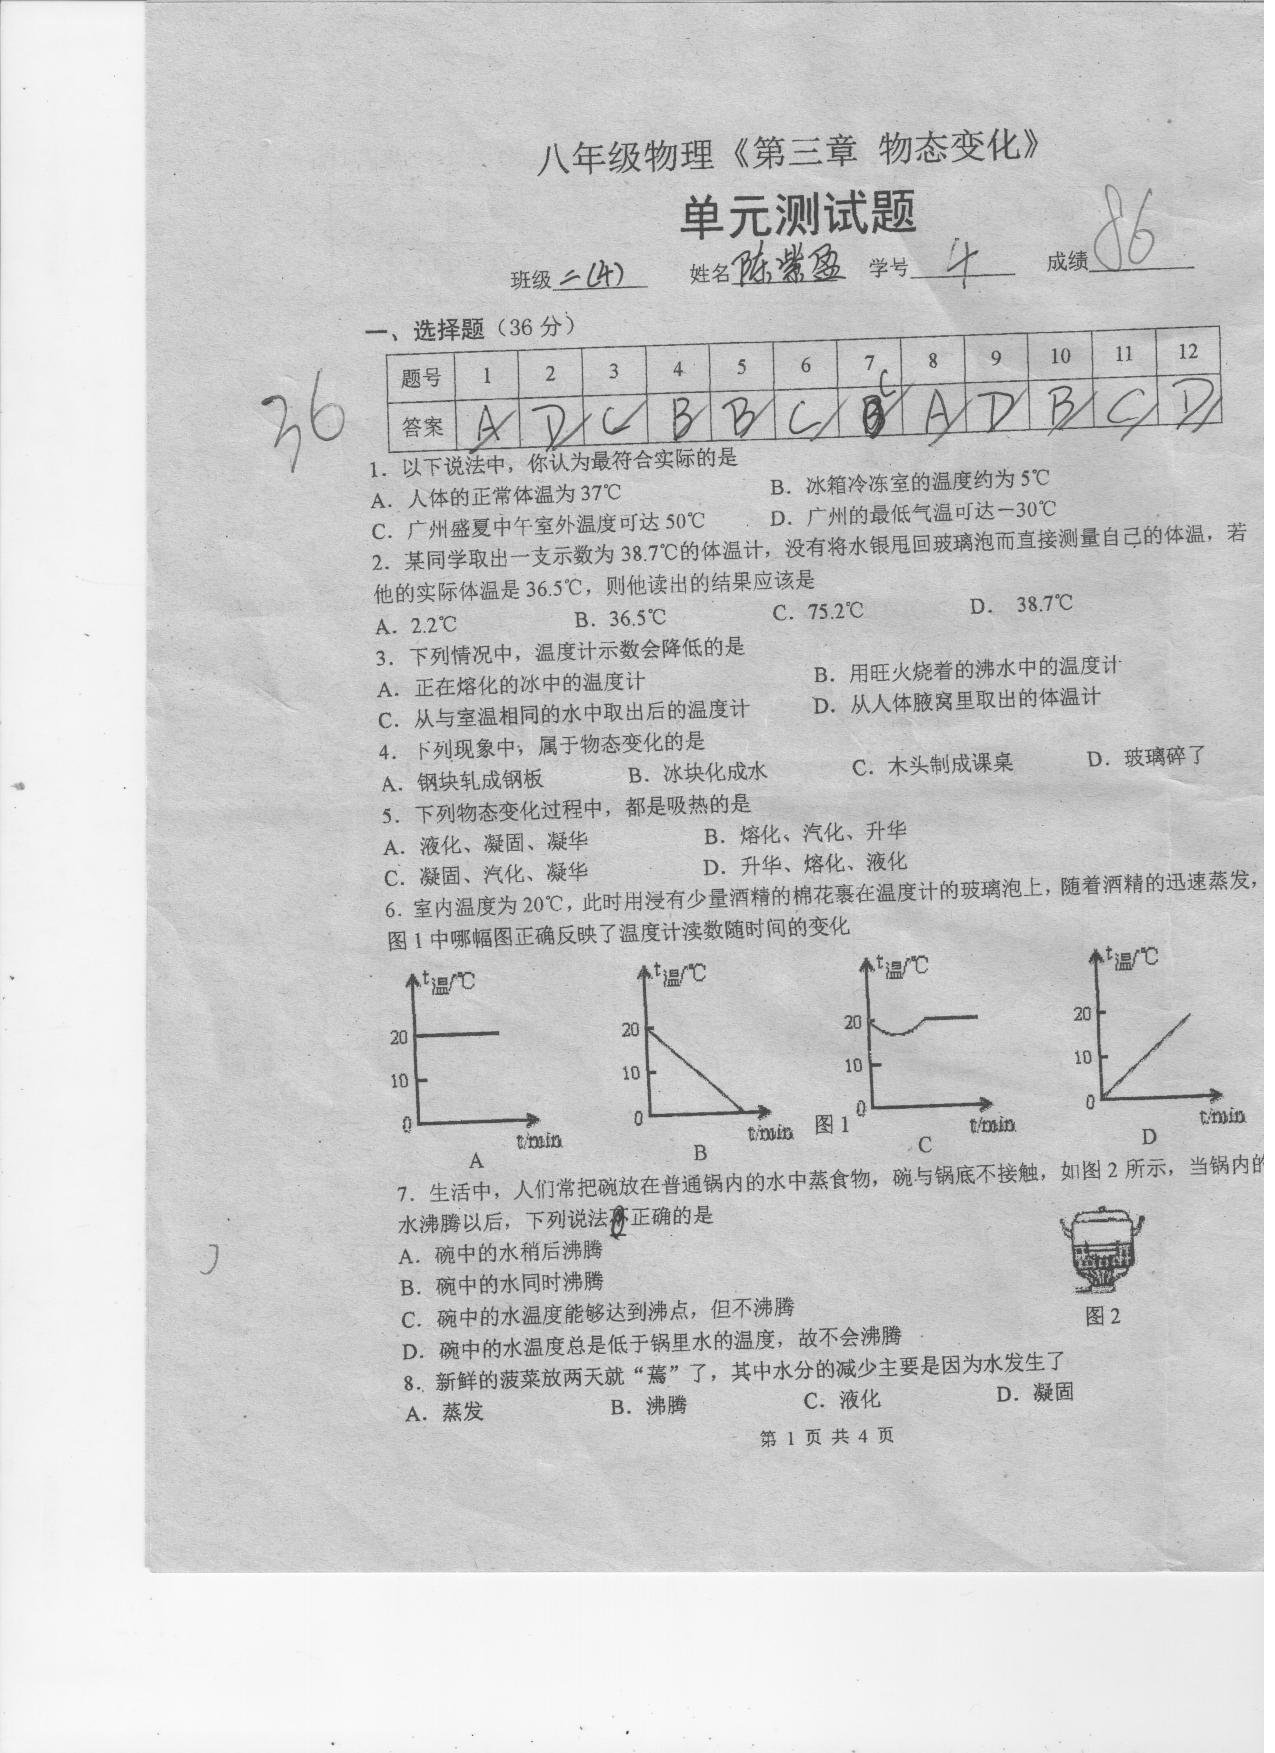 八年级物理《第三章 物态变化》
单元测试题
班级二(4) 姓名陈紫盈 学号4 成绩86
一、选择题（36 分）
36
题号 1 2 3 4 5 6 7 8 9 10 11 12
答案 A D C B B C C A D B C D
1．以下说法中，你认为最符合实际的是
A．人体的正常体温为 37℃ B．冰箱冷冻室的温度约为 5℃
C．广州盛夏中午室外温度可达 50℃ D．广州的最低气温可达－30℃
2．某同学取出一支示数为 38.7℃的体温计，没有将水银甩回玻璃泡而直接测量自己的体温，若
他的实际体温是 36.5℃，则他读出的结果应该是
A．2.2℃ B．36.5℃ C．75.2℃ D． 38.7℃
3．下列情况中，温度计示数会降低的是
A．正在熔化的冰中的温度计 B．用旺火烧着的沸水中的温度计
C．从与室温相同的水中取出后的温度计 D．从人体腋窝里取出的体温计
4．下列现象中，属于物态变化的是
A．钢块轧成钢板 B．冰块化成水 C．木头制成课桌 D．玻璃碎了
5．下列物态变化过程中，都是吸热的是
A．液化、凝固、凝华 B．熔化、汽化、升华
C．凝固、汽化、凝华 D．升华、熔化、液化
6．室内温度为 20℃，此时用浸有少量酒精的棉花裹在温度计的玻璃泡上，随着酒精的迅速蒸发，
图 1 中哪幅图正确反映了温度计读数随时间的变化
t温/℃ t温/℃ t温/℃ t温/℃
20 20 20 20
10 10 10 10
0 0 0 0
t/min t/min t/min t/min
A B 图 1 C D
7．生活中，人们常把碗放在普通锅内的水中蒸食物，碗与锅底不接触，如图 2 所示，当锅内的
水沸腾以后，下列说法正确的是
A．碗中的水稍后沸腾
B．碗中的水同时沸腾
C．碗中的水温度能够达到沸点，但不沸腾
D．碗中的水温度总是低于锅里水的温度，故不会沸腾
图 2
8．新鲜的菠菜放两天就“蔫”了，其中水分的减少主要是因为水发生了
A．蒸发 B．沸腾 C．液化 D．凝固
第 1 页 共 4 页